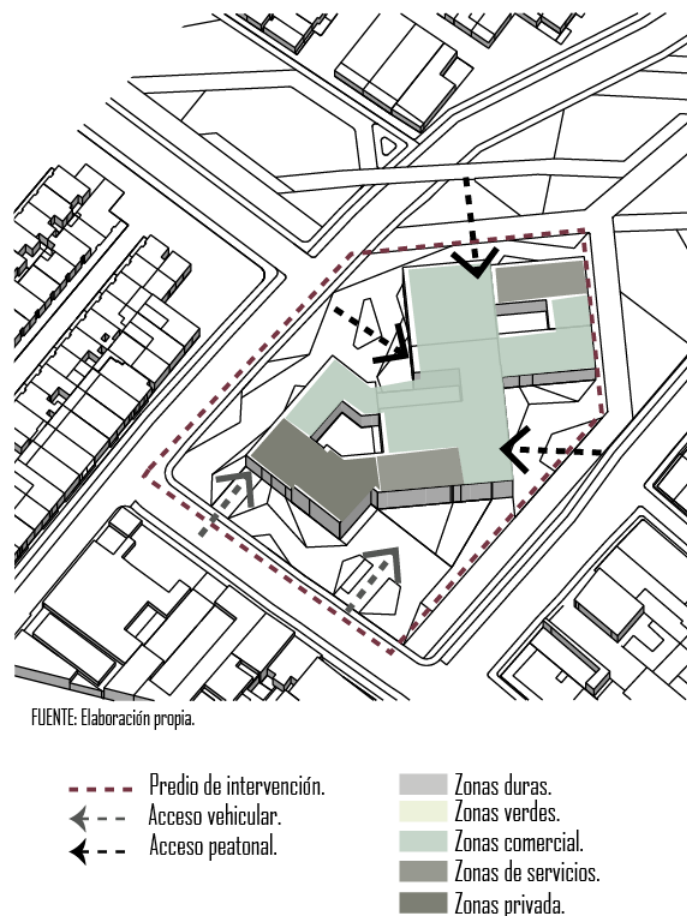 FUENTE: Elaboración propia.
Predio de intervención.
Acceso vehicular.
Acceso peatonal.
Zonas duras.
Zonas verdes.
Zonas comercial.
Zonas de servicios.
Zonas privada.